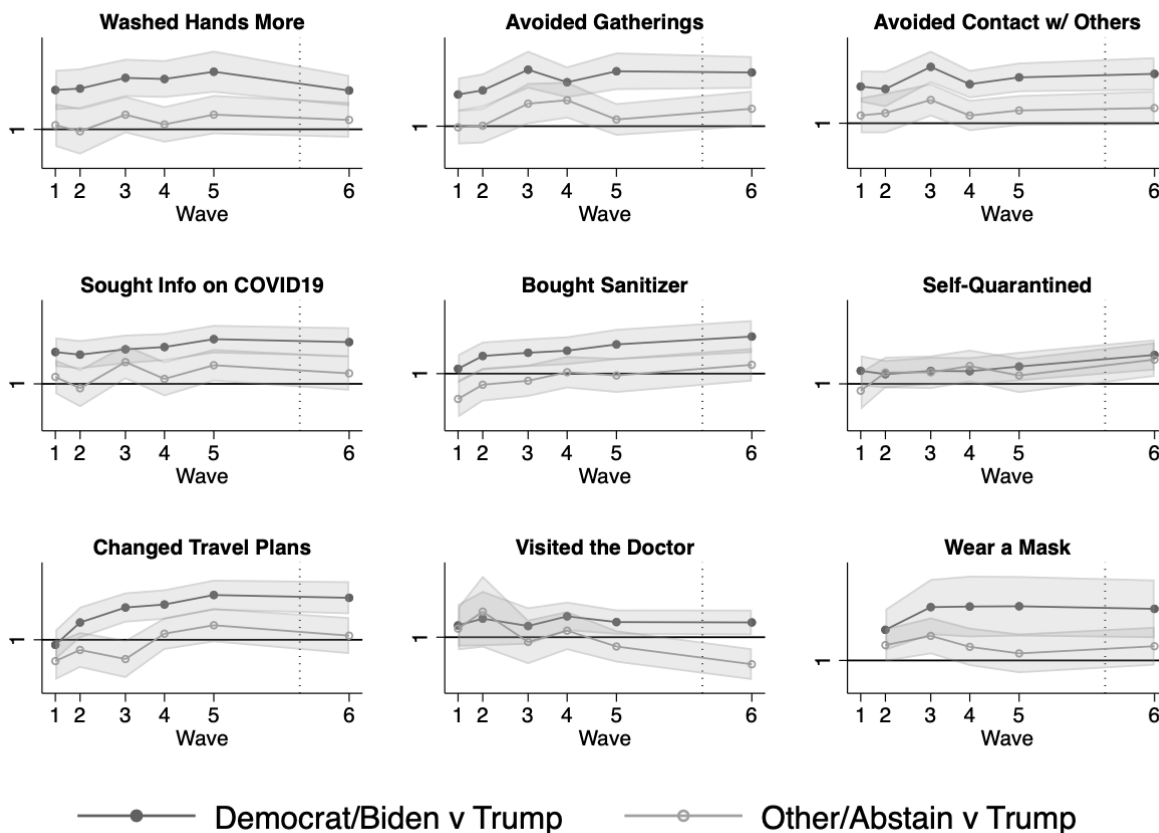 Washed Hands More
Avoided Gatherings
Avoided Contact w/ Others
1
1
1
1 2 3 4 5 6
1 2 3 4 5 6
1 2 3 4 5 6
Wave
Wave
Wave
Sought Info on COVID19
Bought Sanitizer
Self-Quarantined
1
1
1
1 2 3 4 5 6
1 2 3 4 5 6
1 2 3 4 5 6
Wave
Wave
Wave
Changed Travel Plans
Visited the Doctor
Wear a Mask
1
1
1
1 2 3 4 5 6
1 2 3 4 5 6
1 2 3 4 5 6
Wave
Wave
Wave
Democrat/Biden v Trump
Other/Abstain v Trump